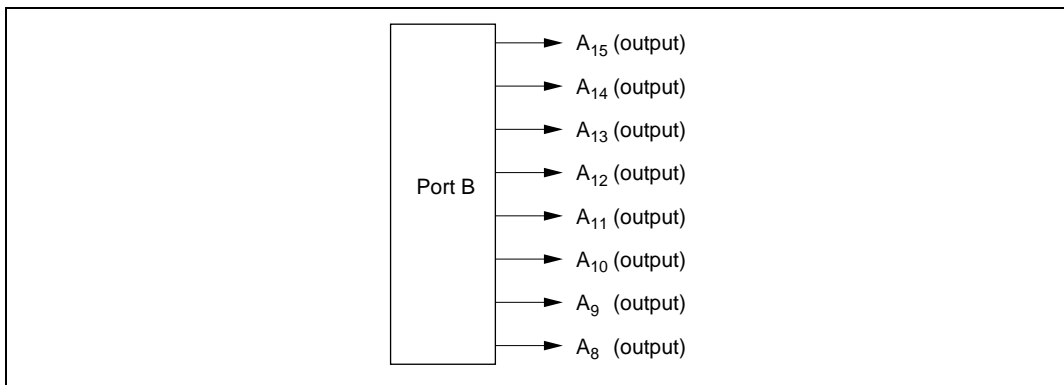 A15 (output)
A14 (output)
A13 (output)
A12 (output)
Port B
A11 (output)
A10 (output)
A9 (output)
A8 (output)